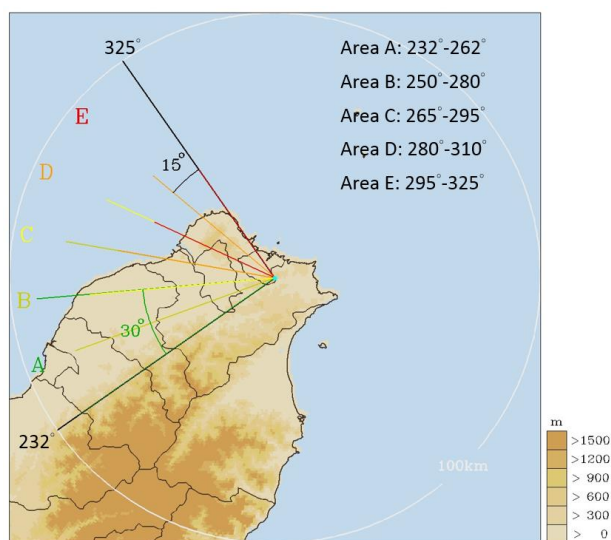 325°
Area A: 232°-262°
Area B: 250°-280°
Area C: 265°-295°
Area D: 280°-310°
Area E: 295°-325°
E
15°
D
C
B
30°
A
232°
100km
m
>1500
>1200
> 900
> 600
> 300
> 0